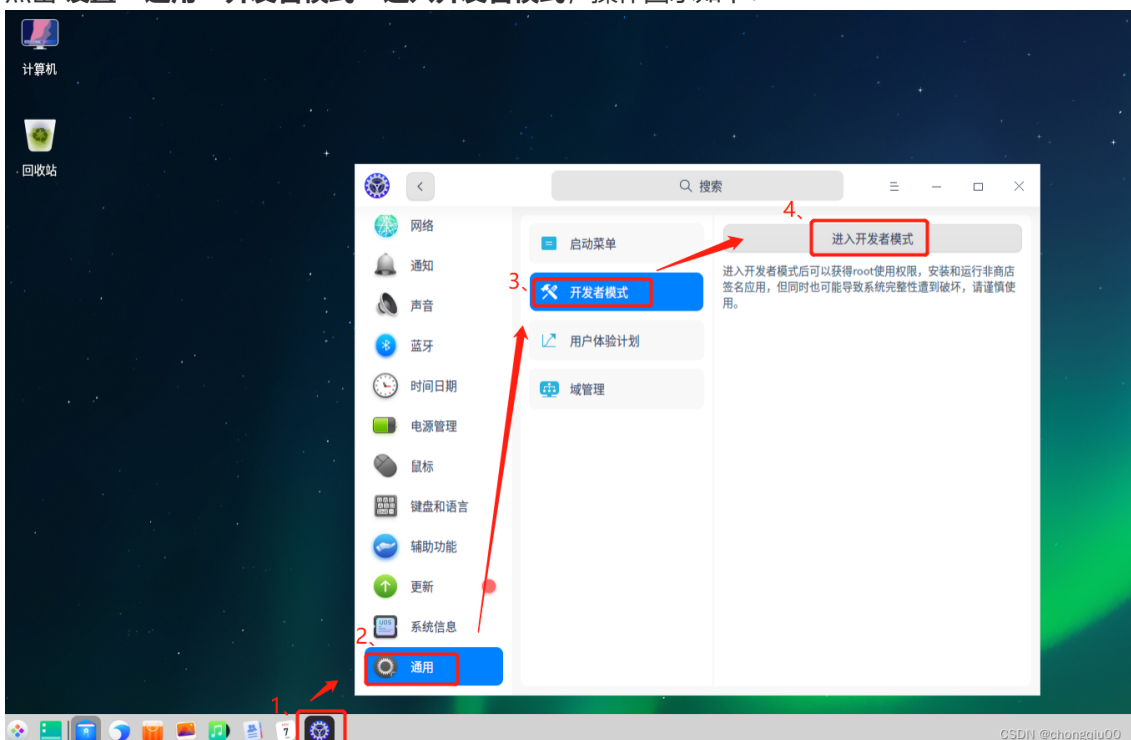 计算机
回收站
搜索
网络
通知
声音
蓝牙
时间日期
电源管理
鼠标
键盘和语言
辅助功能
更新
系统信息
通用
启动菜单
开发者模式
用户体验计划
域管理
进入开发者模式
进入开发者模式后可以获得root使用权限，安装和运行非商店
签名应用，但同时也可能导致系统完整性遭到破坏，请谨慎使
用。
1、
2、
3、
4、
UOS
7
CSDN @chongqiu00